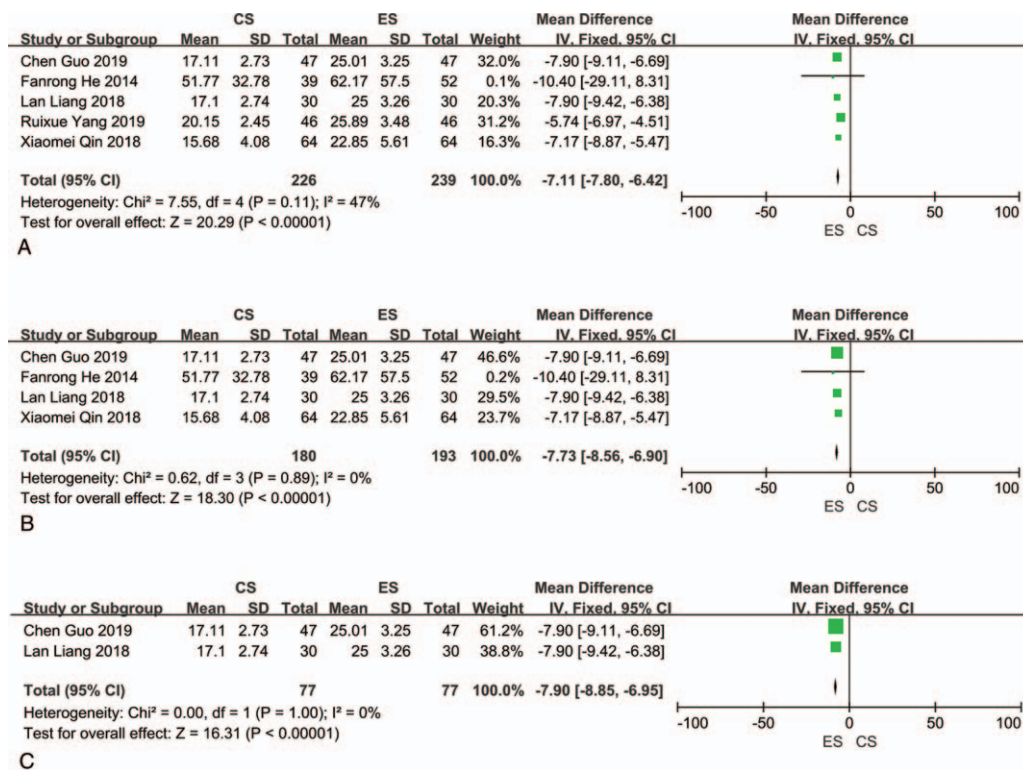 CS ES Mean Difference Mean Difference
Study or Subgroup Mean SD Total Mean SD Total Weight IV, Fixed, 95% CI IV, Fixed, 95% CI
Chen Guo 2019 17.11 2.73 47 25.01 3.25 47 32.0% -7.90 [-9.11, -6.69]
Fanrong He 2014 51.77 32.78 39 62.17 57.5 52 0.1% -10.40 [-29.11, 8.31]
Lan Liang 2018 17.1 2.74 30 25 3.26 30 20.3% -7.90 [-9.42, -6.38]
Ruixue Yang 2019 20.15 2.45 46 25.89 3.48 46 31.2% -5.74 [-6.97, -4.51]
Xiaomei Qin 2018 15.68 4.08 64 22.85 5.61 64 16.3% -7.17 [-8.87, -5.47]
Total (95% CI) 226 239 100.0% -7.11 [-7.80, -6.42]
Heterogeneity: Chi² = 7.55, df = 4 (P = 0.11); I² = 47%
Test for overall effect: Z = 20.29 (P < 0.00001)
-100 -50 0 50 100
ES CS
A
CS ES Mean Difference Mean Difference
Study or Subgroup Mean SD Total Mean SD Total Weight IV, Fixed, 95% CI IV, Fixed, 95% CI
Chen Guo 2019 17.11 2.73 47 25.01 3.25 47 46.6% -7.90 [-9.11, -6.69]
Fanrong He 2014 51.77 32.78 39 62.17 57.5 52 0.2% -10.40 [-29.11, 8.31]
Lan Liang 2018 17.1 2.74 30 25 3.26 30 29.5% -7.90 [-9.42, -6.38]
Xiaomei Qin 2018 15.68 4.08 64 22.85 5.61 64 23.7% -7.17 [-8.87, -5.47]
Total (95% CI) 180 193 100.0% -7.73 [-8.56, -6.90]
Heterogeneity: Chi² = 0.62, df = 3 (P = 0.89); I² = 0%
Test for overall effect: Z = 18.30 (P < 0.00001)
-100 -50 0 50 100
ES CS
B
CS ES Mean Difference Mean Difference
Study or Subgroup Mean SD Total Mean SD Total Weight IV, Fixed, 95% CI IV, Fixed, 95% CI
Chen Guo 2019 17.11 2.73 47 25.01 3.25 47 61.2% -7.90 [-9.11, -6.69]
Lan Liang 2018 17.1 2.74 30 25 3.26 30 38.8% -7.90 [-9.42, -6.38]
Total (95% CI) 77 77 100.0% -7.90 [-8.85, -6.95]
Heterogeneity: Chi² = 0.00, df = 1 (P = 1.00); I² = 0%
Test for overall effect: Z = 16.31 (P < 0.00001)
-100 -50 0 50 100
ES CS
C